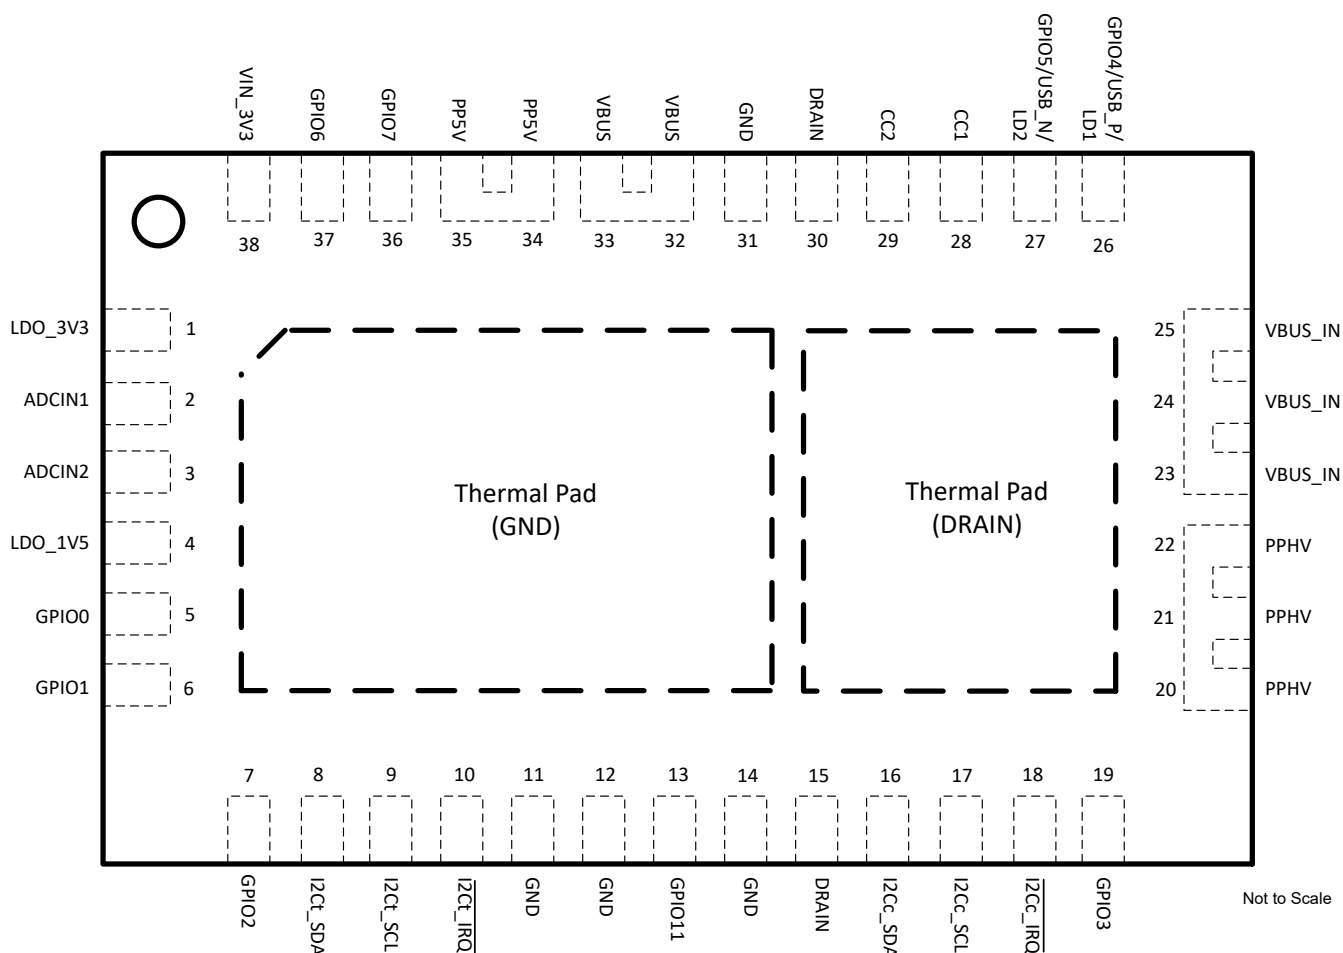 VIN_3V3
GPIO6
GPIO7
PP5V
PP5V
VBUS
VBUS
GND
DRAIN
CC2
CC1
GPIO5/USB_N/
LD2
GPIO4/USB_P/
LD1
38
37
36
35
34
33
32
31
30
29
28
27
26
LDO_3V3
1
ADCIN1
2
ADCIN2
3
LDO_1V5
4
GPIO0
5
GPIO1
6
Thermal Pad
(GND)
Thermal Pad
(DRAIN)
25
VBUS_IN
24
VBUS_IN
23
VBUS_IN
22
PPHV
21
PPHV
20
PPHV
7
8
9
10
11
12
13
14
15
16
17
18
19
GPIO2
I2Ct_SDA
I2Ct_SCL
I2Ct_IRQ
GND
GND
GPIO11
GND
DRAIN
I2Cc_SDA
I2Cc_SCL
I2Cc_IRQ
GPIO3
Not to Scale